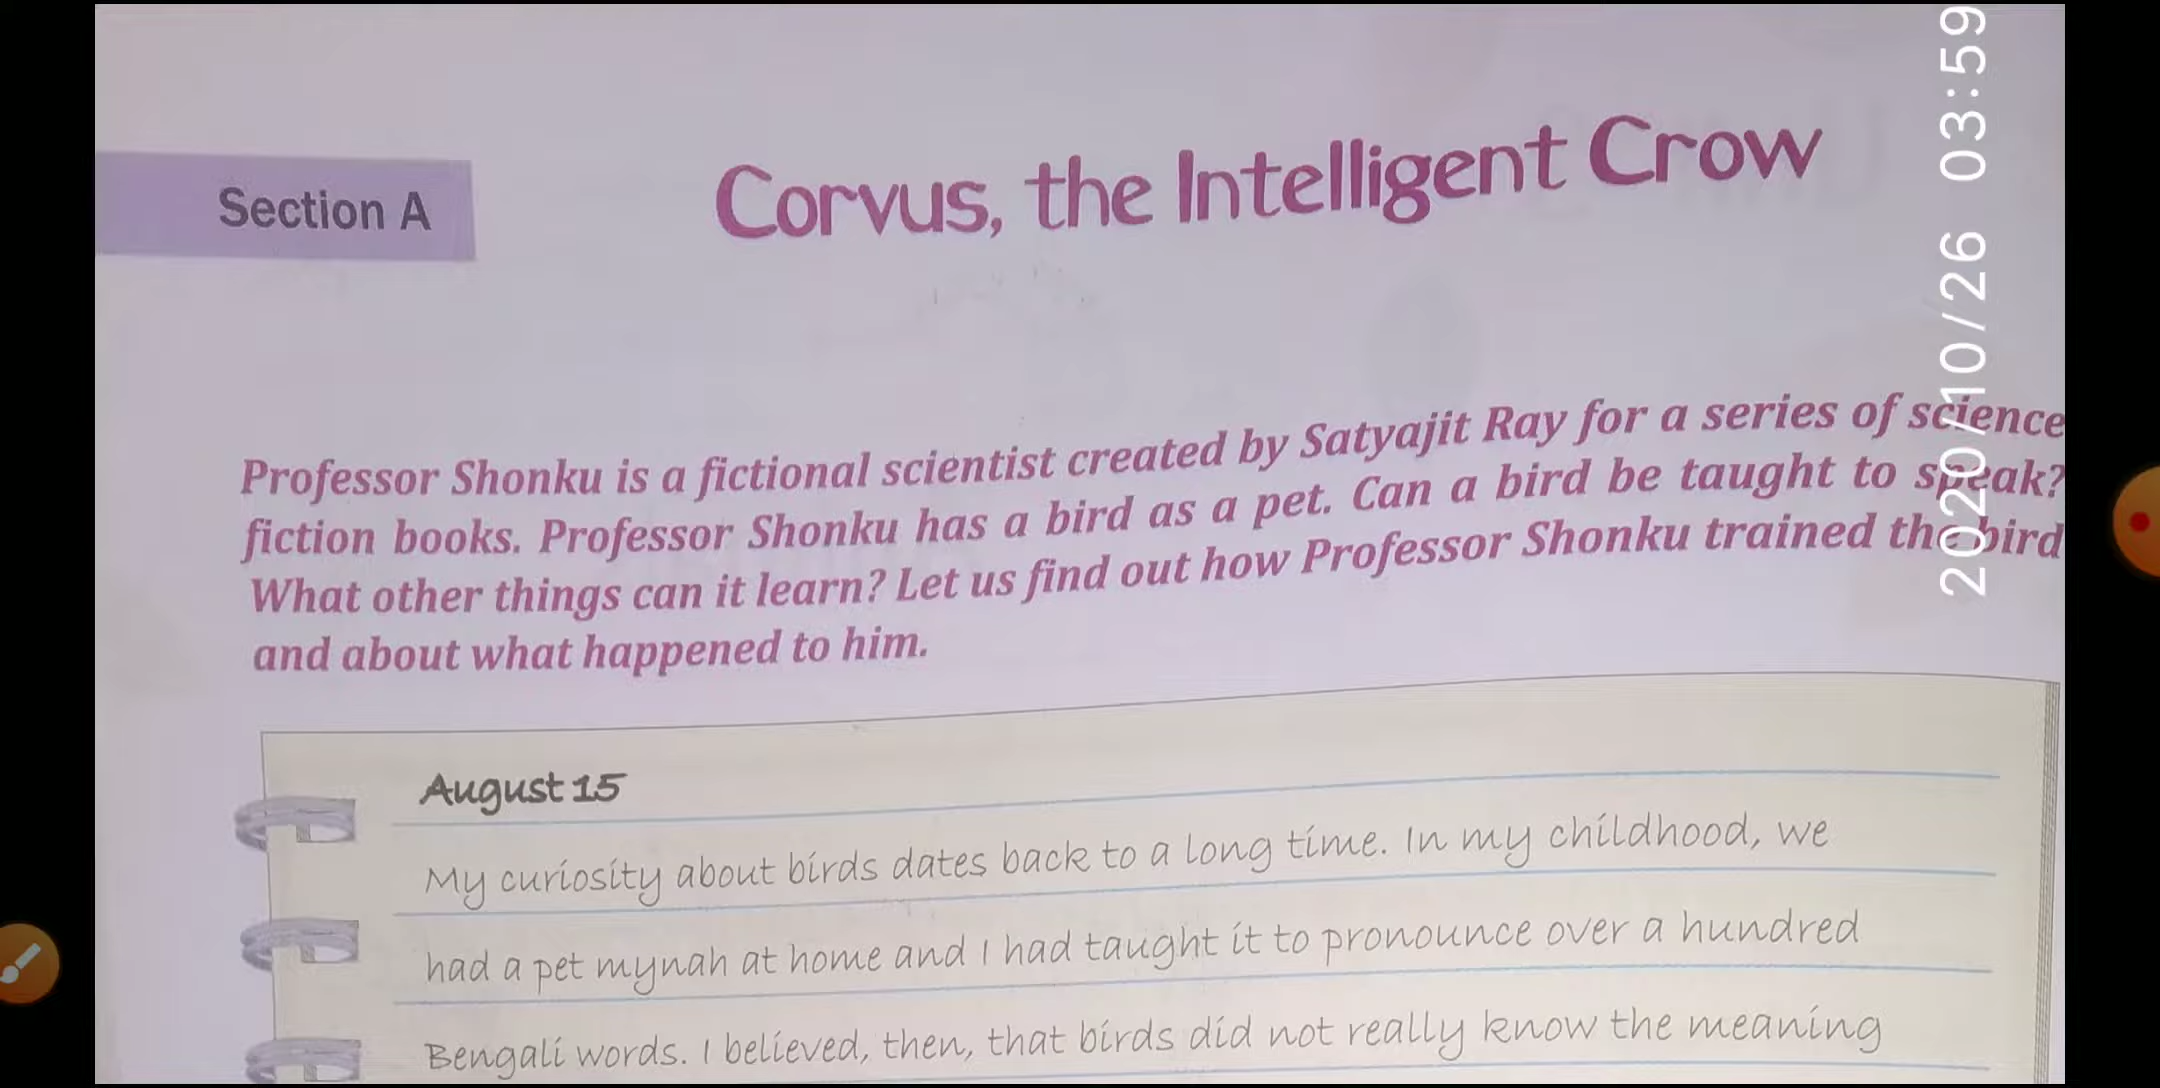 Section A
Corvus, the Intelligent Crow
Professor Shonku is a fictional scientist created by Satyajit Ray for a series of science
fiction books. Professor Shonku has a bird as a pet. Can a bird be taught to speak?
What other things can it learn? Let us find out how Professor Shonku trained the bird
and about what happened to him.
August 15
My curiosity about birds dates back to a long time. In my childhood, we
had a pet mynah at home and I had taught it to pronounce over a hundred
Bengali words. I believed, then, that birds did not really know the meaning
2020/10/26 03:59